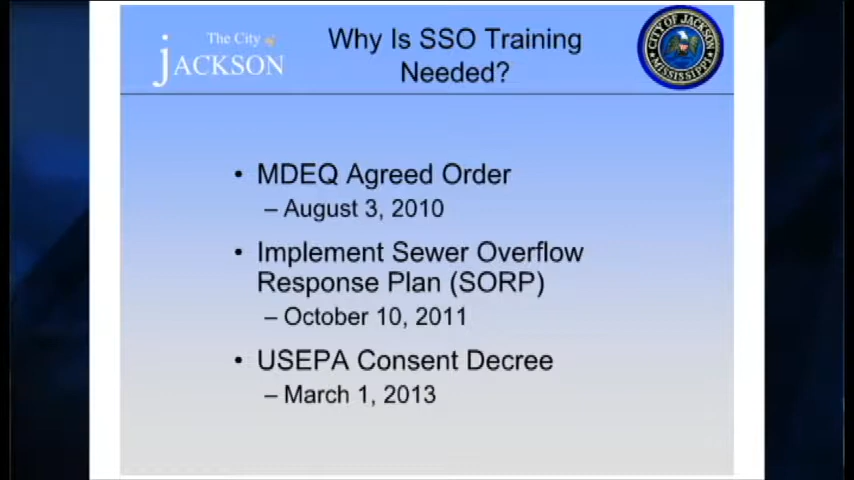 The City of
JACKSON
Why Is SSO Training
Needed?
CITY OF JACKSON
MISSISSIPPI
• MDEQ Agreed Order
– August 3, 2010
• Implement Sewer Overflow
Response Plan (SORP)
– October 10, 2011
• USEPA Consent Decree
– March 1, 2013